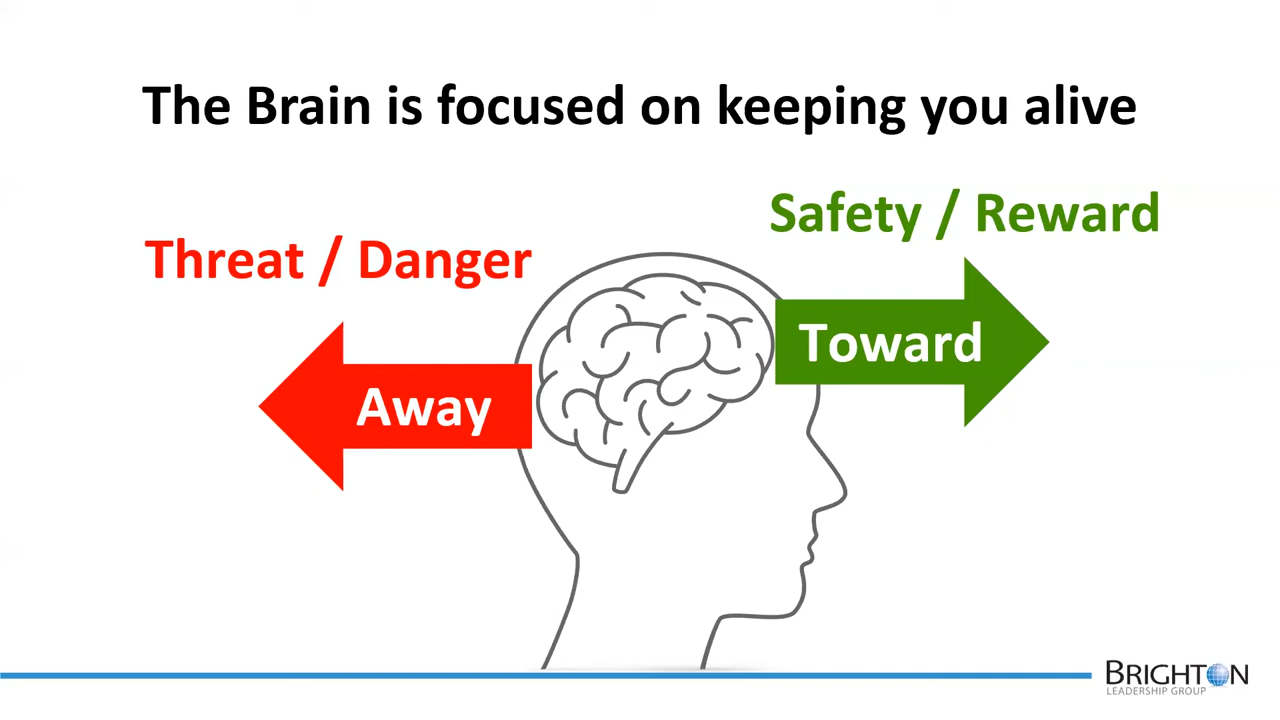 The Brain is focused on keeping you alive
Safety / Reward
Threat / Danger
Toward
Away
BRIGHTON
LEADERSHIP GROUP